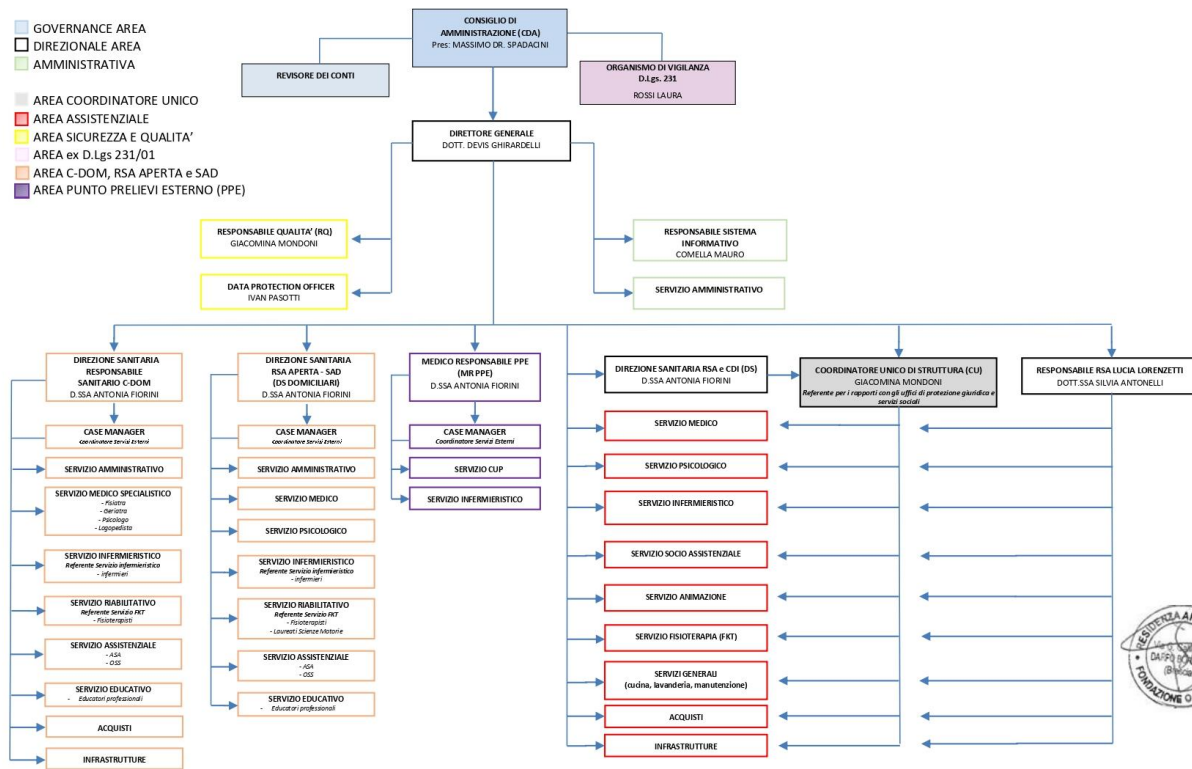 GOVERNANCE AREA
DIREZIONALE AREA
AMMINISTRATIVA
AREA COORDINATORE UNICO
AREA ASSISTENZIALE
AREA SICUREZZA E QUALITA’
AREA ex D.Lgs 231/01
AREA C-DOM, RSA APERTA e SAD
AREA PUNTO PRELIEVI ESTERNO (PPE)
CONSIGLIO DI
AMMINISTRAZIONE (CDA)
Pres: MASSIMO DR. SPADACINI
REVISORE DEI CONTI
ORGANISMO DI VIGILANZA
D.Lgs. 231
ROSSI LAURA
DIRETTORE GENERALE
DOTT. DEVIS GHIRARDELLI
RESPONSABILE QUALITA’ (RQ)
GIACOMINA MONDONI
RESPONSABILE SISTEMA
INFORMATIVO
COMELLA MAURO
DATA PROTECTION OFFICER
IVAN PASOTTI
SERVIZIO AMMINISTRATIVO
DIREZIONE SANITARIA
RESPONSABILE
SANITARIO C-DOM
D.SSA ANTONIA FIORINI
CASE MANAGER
Coordinatore Servizi Esterni
SERVIZIO AMMINISTRATIVO
SERVIZIO MEDICO SPECIALISTICO
- Fisiatra
- Geriatra
- Psicologo
- Logopedista
SERVIZIO INFERMIERISTICO
Referente Servizio infermieristico
- infermieri
SERVIZIO RIABILITATIVO
Referente Servizio FKT
- Fisioterapisti
SERVIZIO ASSISTENZIALE
- ASA
- OSS
SERVIZIO EDUCATIVO
- Educatori professionali
ACQUISTI
INFRASTRUTTURE
DIREZIONE SANITARIA
RSA APERTA - SAD
(DS DOMICILIARI)
D.SSA ANTONIA FIORINI
CASE MANAGER
Coordinatore Servizi Esterni
SERVIZIO AMMINISTRATIVO
SERVIZIO MEDICO
SERVIZIO PSICOLOGICO
SERVIZIO INFERMIERISTICO
Referente Servizio infermieristico
- infermieri
SERVIZIO RIABILITATIVO
Referente Servizio FKT
- Fisioterapisti
- Laureati Scienze Motorie
SERVIZIO ASSISTENZIALE
- ASA
- OSS
SERVIZIO EDUCATIVO
- Educatori professionali
MEDICO RESPONSABILE PPE
(MR PPE)
D.SSA ANTONIA FIORINI
CASE MANAGER
Coordinatore Servizi Esterni
SERVIZIO CUP
SERVIZIO INFERMIERISTICO
DIREZIONE SANITARIA RSA e CDI (DS)
D.SSA ANTONIA FIORINI
COORDINATORE UNICO DI STRUTTURA (CU)
GIACOMINA MONDONI
Referente per i rapporti con gli uffici di protezione giuridica e
servizi sociali
RESPONSABILE RSA LUCIA LORENZETTI
DOTT.SSA SILVIA ANTONELLI
SERVIZIO MEDICO
SERVIZIO PSICOLOGICO
SERVIZIO INFERMIERISTICO
SERVIZIO SOCIO ASSISTENZIALE
SERVIZIO ANIMAZIONE
SERVIZIO FISIOTERAPIA (FKT)
SERVIZI GENERALI
(cucina, lavanderia, manutenzione)
ACQUISTI
INFRASTRUTTURE
RESIDENZA
FONDAZIONE